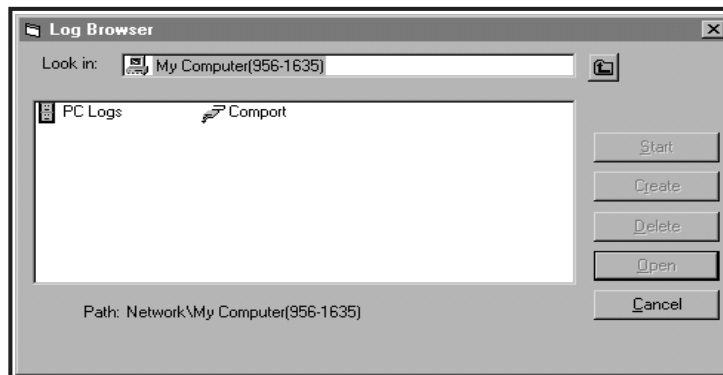 Log Browser
Look in: My Computer(956-1635)
PC Logs Comport
Start
Create
Delete
Open
Cancel
Path: Network\My Computer(956-1635)